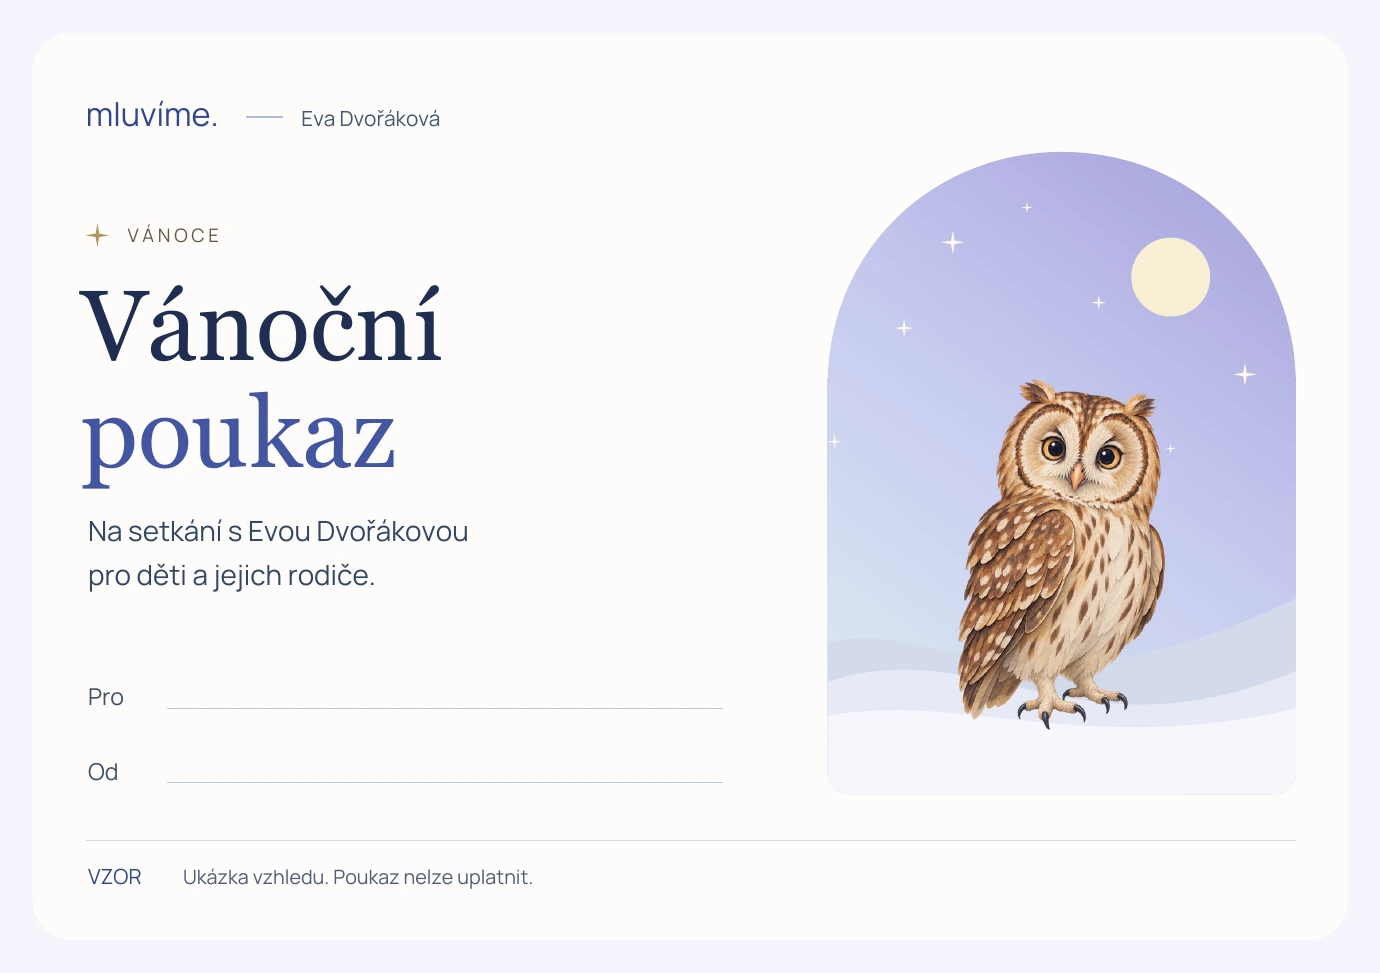 mluvíme. — Eva Dvořáková
VÁNOCE
Vánoční
poukaz
Na setkání s Evou Dvořákovou
pro děti a jejich rodiče.
Pro
Od
VZOR Ukázka vzhledu. Poukaz nelze uplatnit.